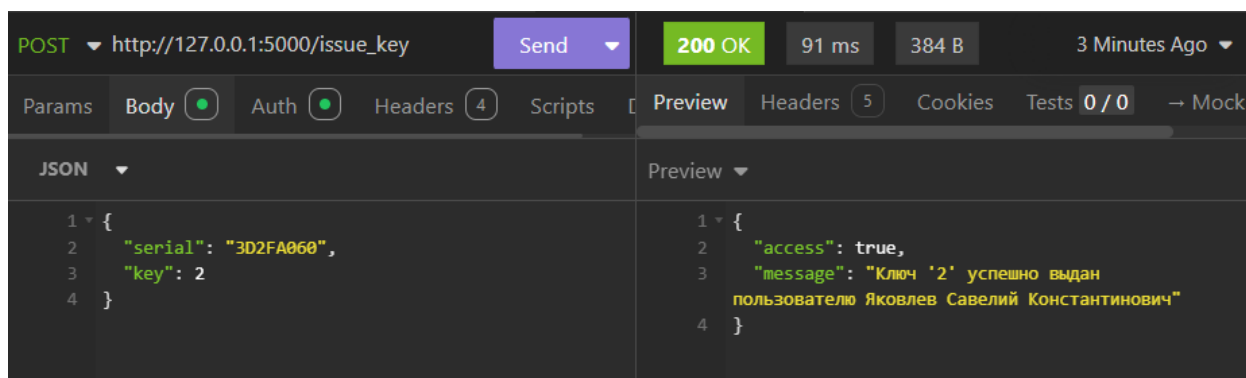 POST http://127.0.0.1:5000/issue_key Send 200 OK 91 ms 384 B 3 Minutes Ago
Params Body Auth Headers 4 Scripts Preview Headers 5 Cookies Tests 0 / 0 → Mock
JSON Preview
1 {
2 "serial": "3D2FA060",
3 "key": 2
4 }
1 {
2 "access": true,
3 "message": "Ключ '2' успешно выдан
пользователю Яковлев Савелий Константинович"
4 }